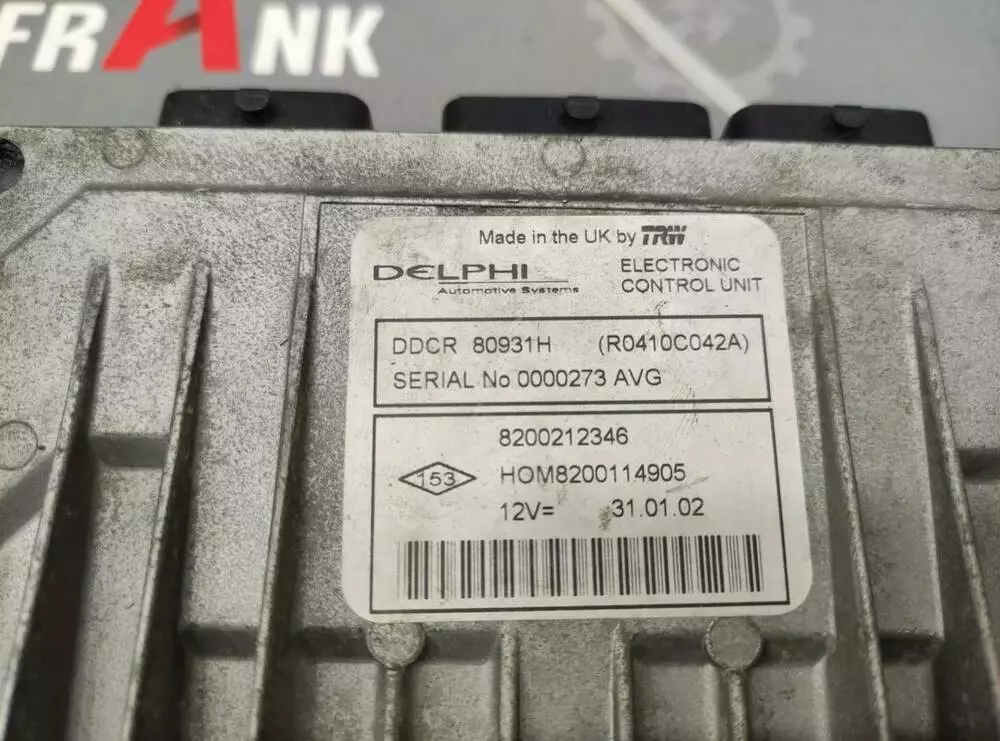 FRANK
Made in the UK by TRW
DELPHI
Automotive Systems
ELECTRONIC
CONTROL UNIT
DDCR 80931H (R0410C042A)
SERIAL No 0000273 AVG
8200212346
153 HOM8200114905
12V= 31.01.02